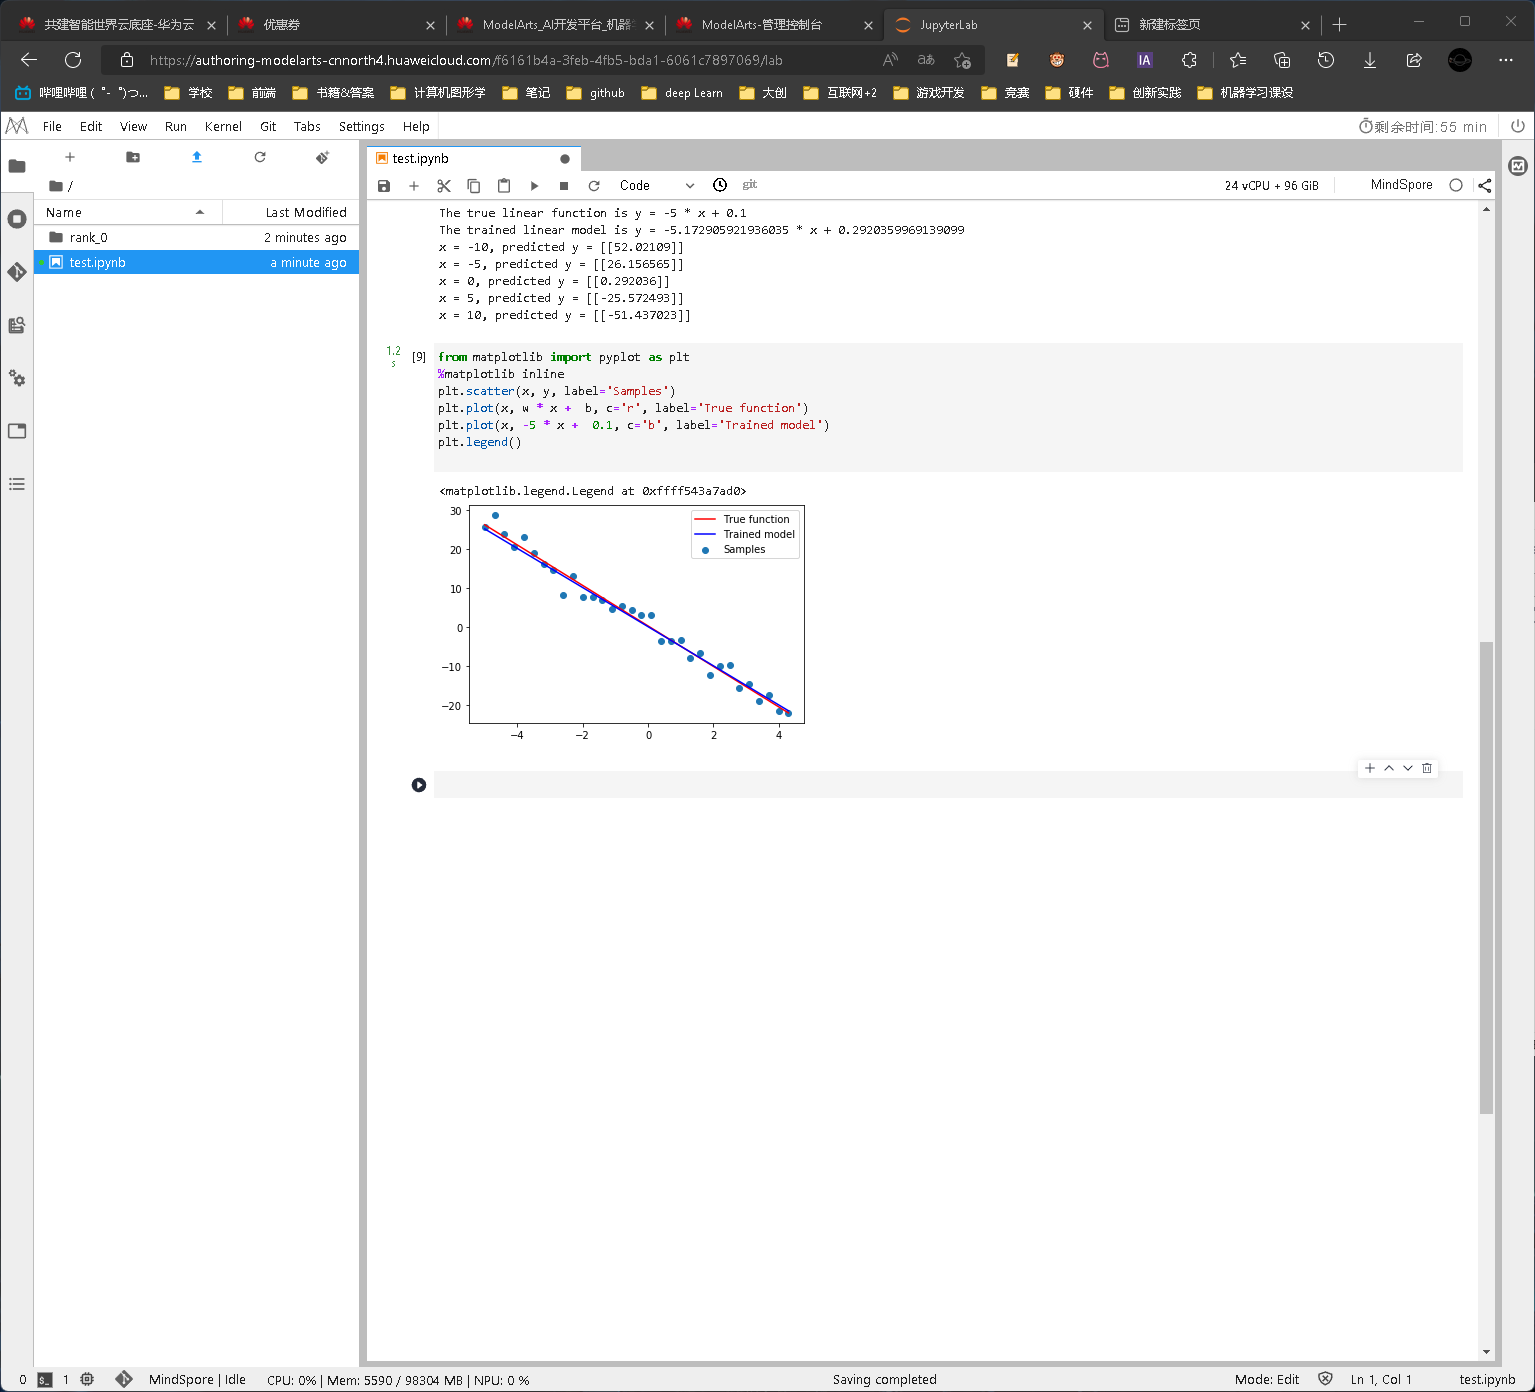 共建智能世界云底座-华为云
优惠券
ModelArts_AI开发平台_机器
ModelArts-管理控制台
JupyterLab
新建标签页
https://authoring-modelarts-cnnorth4.huaweicloud.com/f6161b4a-3feb-4fb5-bda1-6061c7897069/lab
哔哩哔哩 ( ゜- ゜)つ...
学校
前端
书籍&答案
计算机图形学
笔记
github
deep Learn
大创
互联网+2
游戏开发
竞赛
硬件
创新实践
机器学习课设
File Edit View Run Kernel Git Tabs Settings Help
剩余时间:55 min
test.ipynb
/
Code
git
24 vCPU + 96 GiB
MindSpore
Name Last Modified
rank_0 2 minutes ago
test.ipynb a minute ago
The true linear function is y = -5 * x + 0.1
The trained linear model is y = -5.172905921936035 * x + 0.2920359969139099
x = -10, predicted y = [[52.02109]]
x = -5, predicted y = [[26.156565]]
x = 0, predicted y = [[0.292036]]
x = 5, predicted y = [[-25.572493]]
x = 10, predicted y = [[-51.437023]]
1.2
s
[9]
from matplotlib import pyplot as plt
%matplotlib inline
plt.scatter(x, y, label='Samples')
plt.plot(x, w * x +  b, c='r', label='True function')
plt.plot(x, -5 * x +  0.1, c='b', label='Trained model')
plt.legend()
<matplotlib.legend.Legend at 0xffff543a7ad0>
True function
Trained model
Samples
30
20
10
0
−10
−20
−4 −2 0 2 4
0 1 MindSpore | Idle CPU: 0% | Mem: 5590 / 98304 MB | NPU: 0 % Saving completed Mode: Edit Ln 1, Col 1 test.ipynb